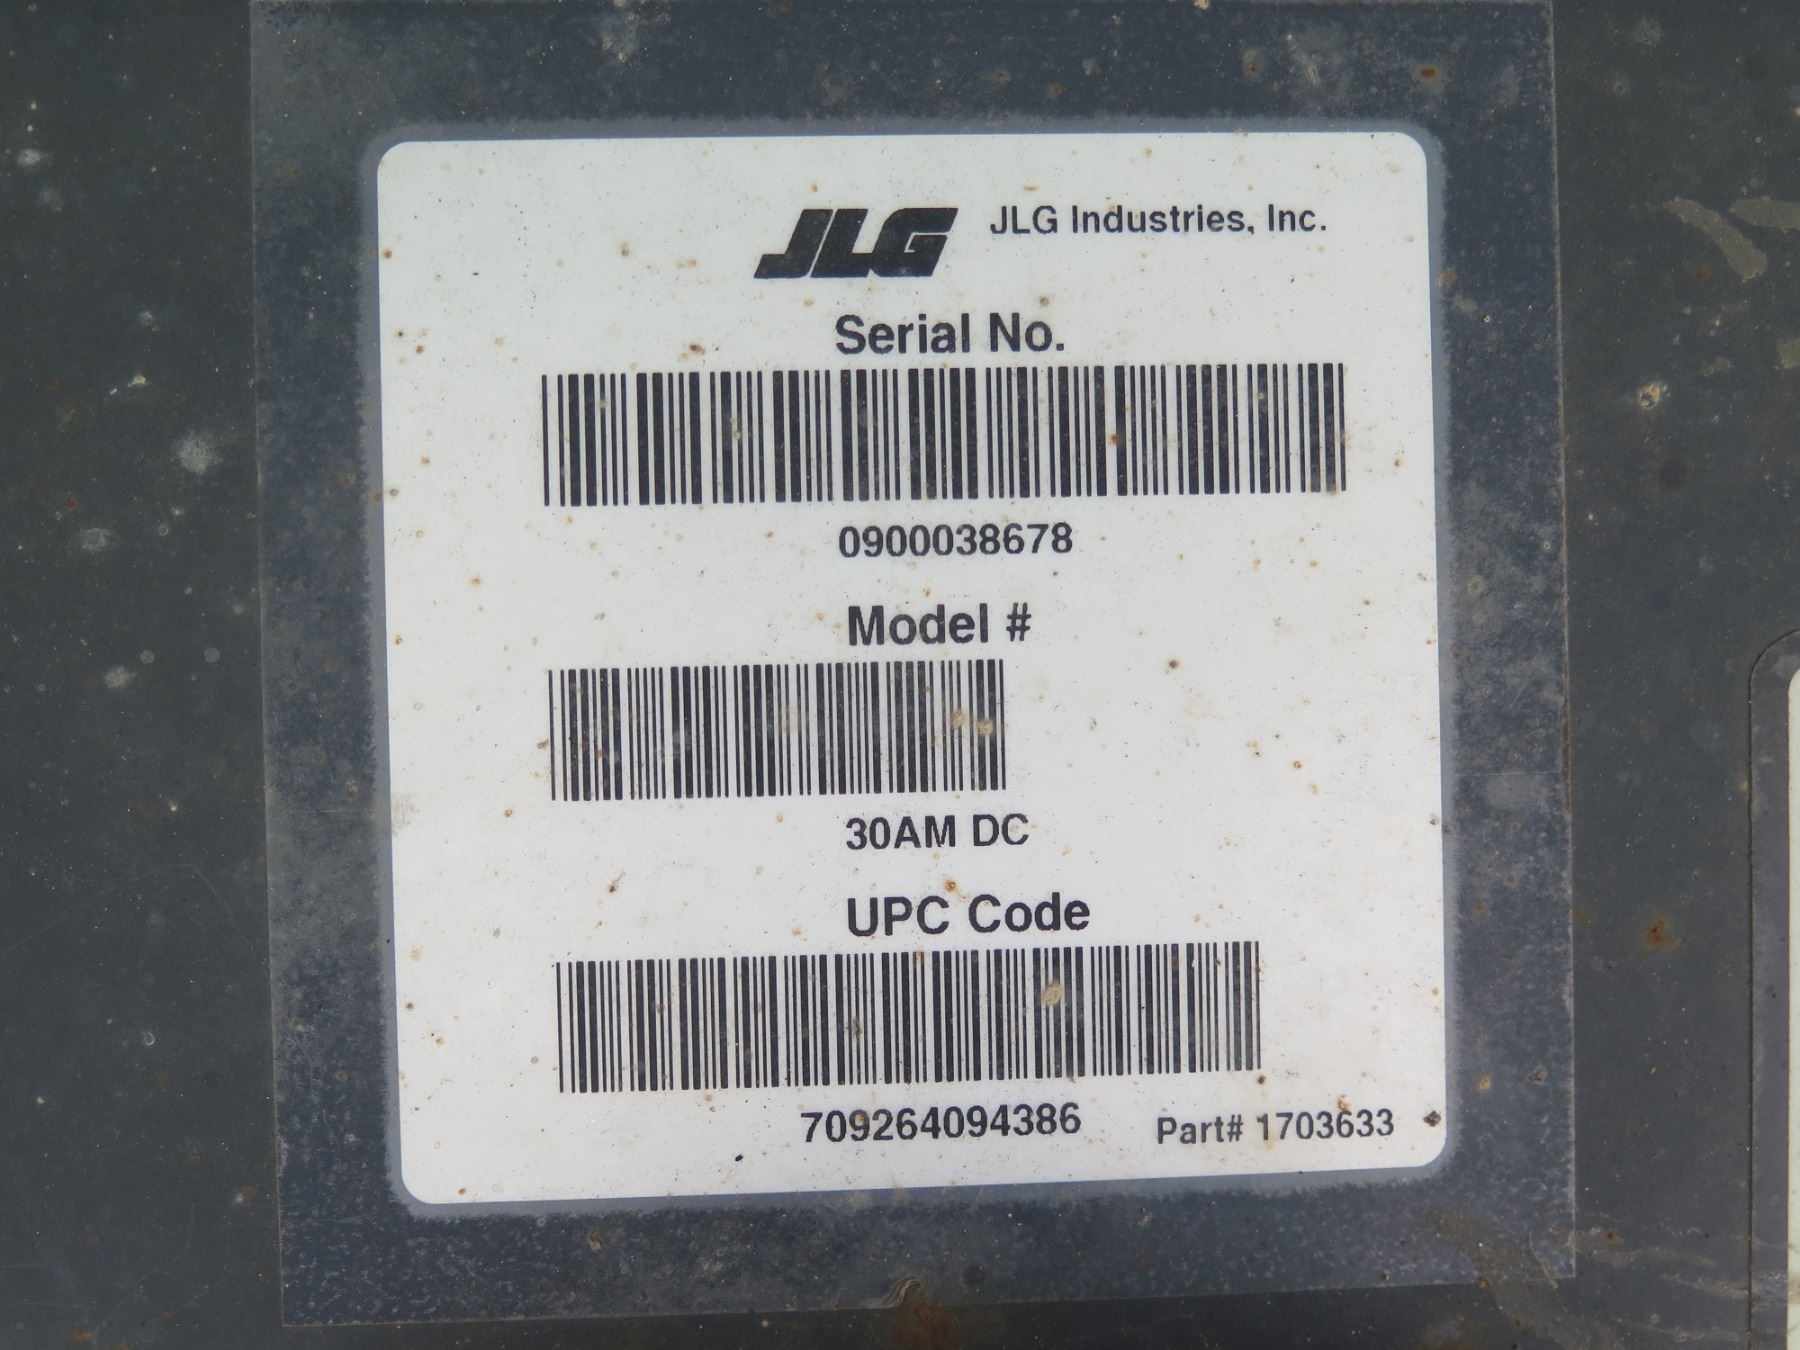 JLG JLG Industries, Inc.
Serial No.
0900038678
Model #
30AM DC
UPC Code
709264094386 Part# 1703633